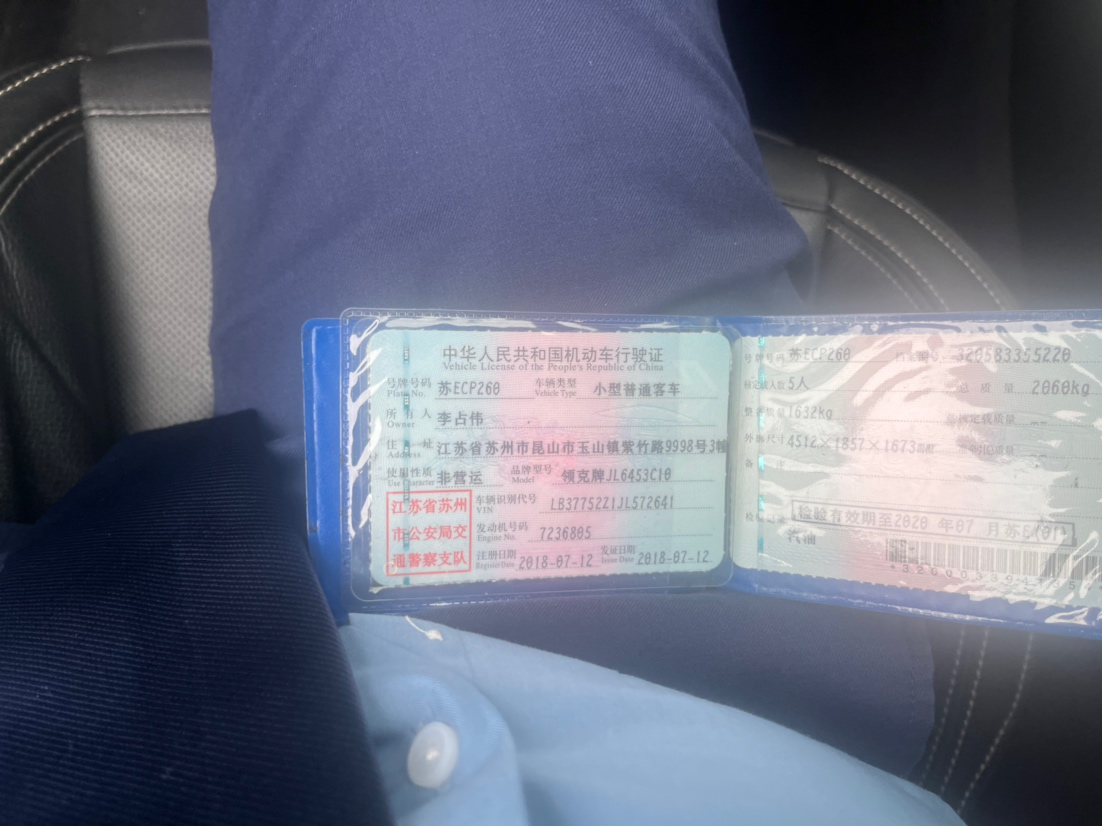 中华人民共和国机动车行驶证
Vehicle License of the People's Republic of China
号牌号码 苏ECP260 车辆类型 小型普通客车
Plate No. Vehicle Type
所有人 李占伟
Owner
住址 江苏省苏州市昆山市玉山镇紫竹路9998号3幢
Address
使用性质 非营运 品牌型号 领克牌JL6453C10
Use Character Model
江苏省苏州
市公安局交
通警察支队
车辆识别代号 LB37752Z1JL572641
VIN
发动机号码 7236805
Engine No.
注册日期 2018-07-12 发证日期 2018-07-12
Register Date Issue Date
号牌号码 苏ECP260 320583355220
5人 总质量 2060kg
1632kg
外廓尺寸 4512×1857×1673
检验有效期至2020 年07 月苏E(01)
汽油